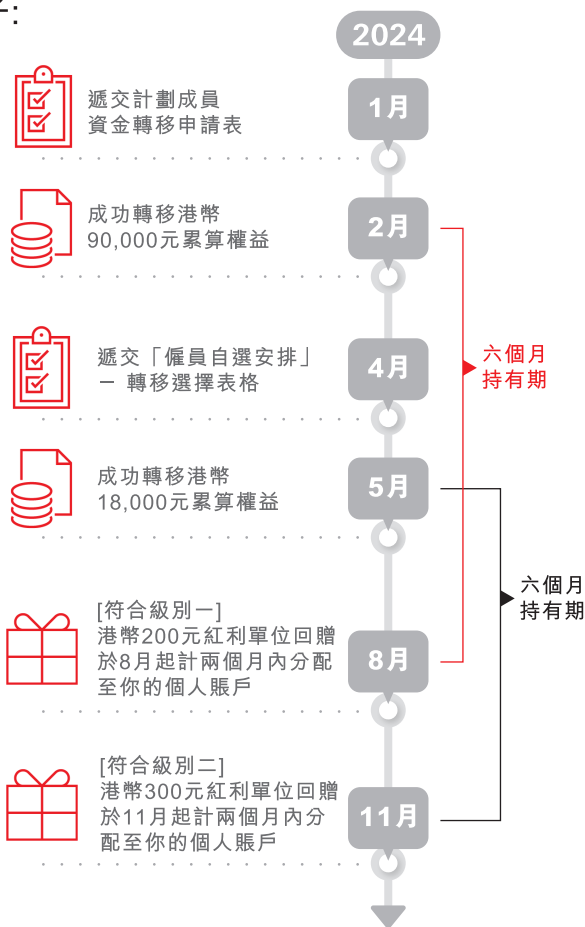 2024
1月
遞交計劃成員
資金轉移申請表
2月
成功轉移港幣
90,000元累算權益
4月
遞交「僱員自選安排」
－ 轉移選擇表格
5月
成功轉移港幣
18,000元累算權益
六個月
持有期
六個月
持有期
[符合級別一]
港幣200元紅利單位回贈
於8月起計兩個月內分配
至你的個人賬戶
8月
[符合級別二]
港幣300元紅利單位回贈
於11月起計兩個月內分
配至你的個人賬戶
11月